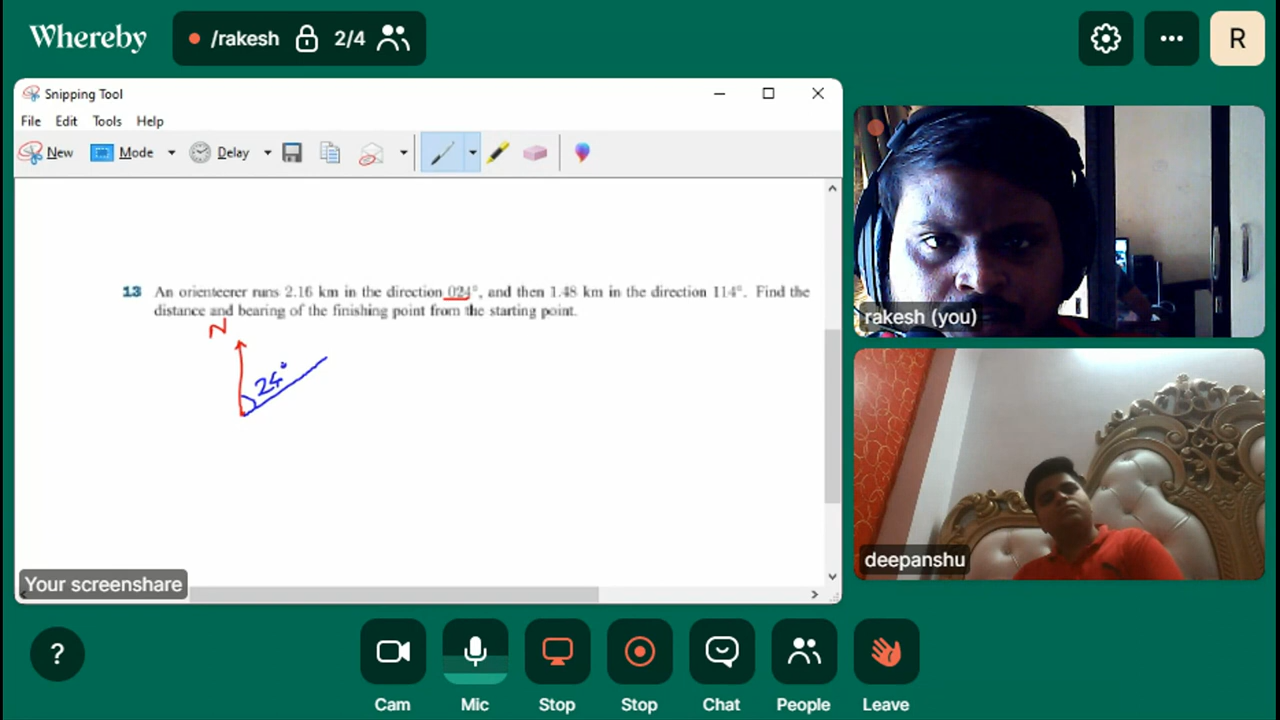 Whereby
/rakesh 2/4
R
Snipping Tool
File Edit Tools Help
New Mode Delay
13 An orienteerer runs 2.16 km in the direction 024°, and then 1.48 km in the direction 114°. Find the
distance and bearing of the finishing point from the starting point.
N
24°
Your screenshare
rakesh (you)
deepanshu
?
Cam Mic Stop Stop Chat People Leave